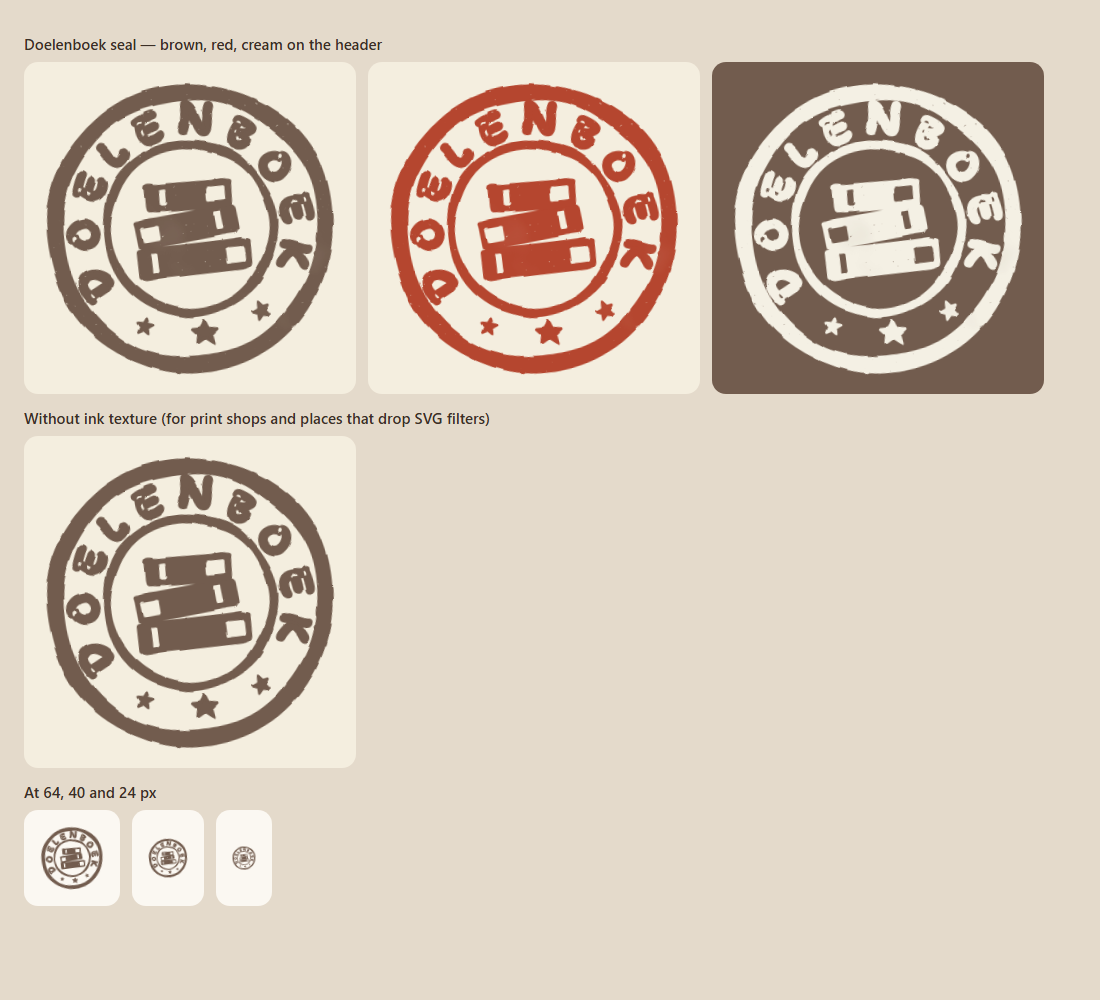 Doelenboek seal — brown, red, cream on the header
DOELENBOEK
DOELENBOEK
DOELENBOEK
Without ink texture (for print shops and places that drop SVG filters)
DOELENBOEK
At 64, 40 and 24 px
DOELENBOEK
DOELENBOEK